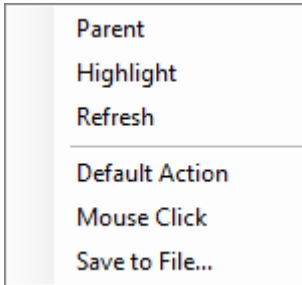 Parent
Highlight
Refresh
Default Action
Mouse Click
Save to File...